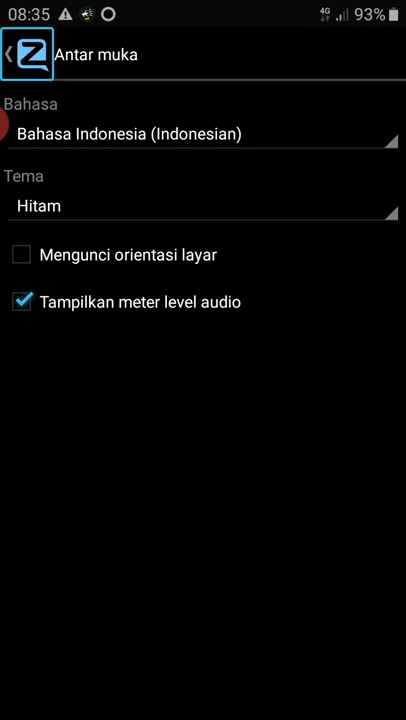 08:35 4G 93%
Antar muka
Bahasa
Bahasa Indonesia (Indonesian)
Tema
Hitam
Mengunci orientasi layar
Tampilkan meter level audio